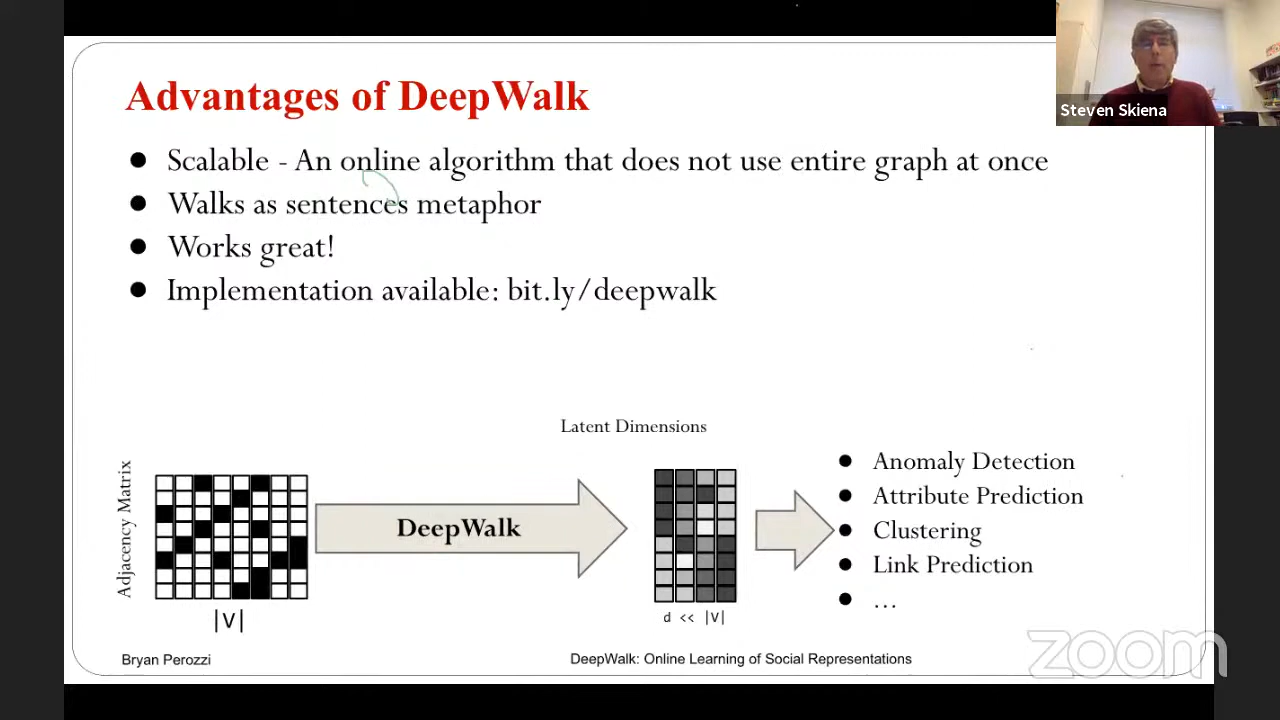 Steven Skiena
Advantages of DeepWalk
● Scalable - An online algorithm that does not use entire graph at once
● Walks as sentences metaphor
● Works great!
● Implementation available: bit.ly/deepwalk
Latent Dimensions
Adjacency Matrix
DeepWalk
|V|
d << |V|
● Anomaly Detection
● Attribute Prediction
● Clustering
● Link Prediction
● ...
Bryan Perozzi
DeepWalk: Online Learning of Social Representations
zoom